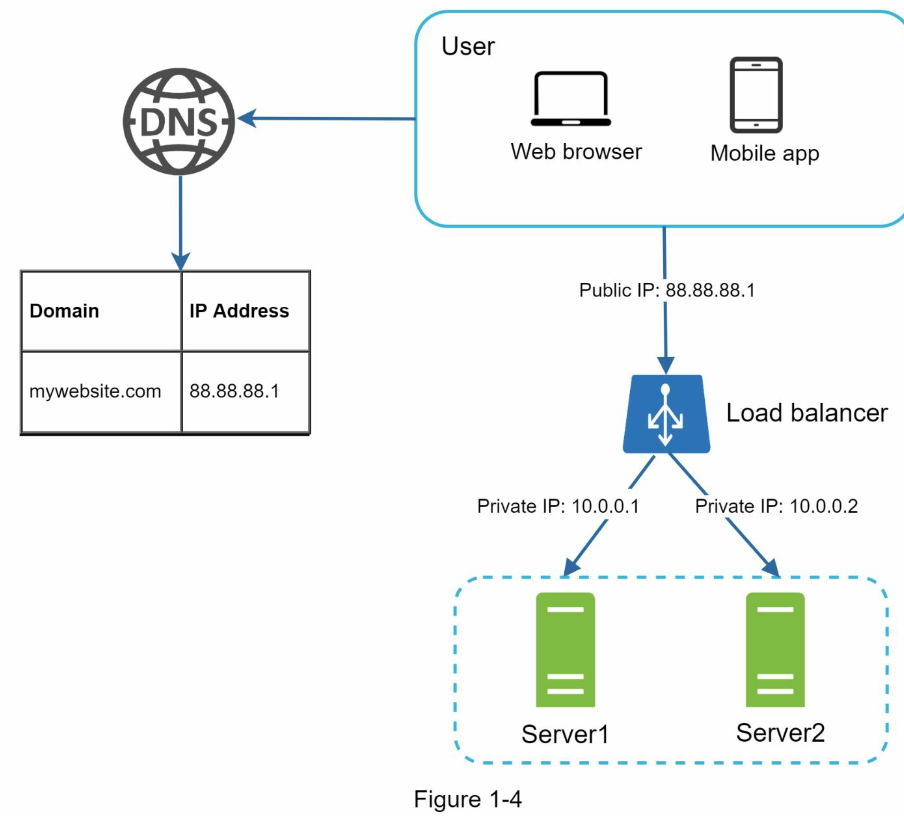 User
DNS
Web browser
Mobile app
Public IP: 88.88.88.1
Domain
IP Address
mywebsite.com
88.88.88.1
Load balancer
Private IP: 10.0.0.1
Private IP: 10.0.0.2
Server1
Server2
Figure 1-4